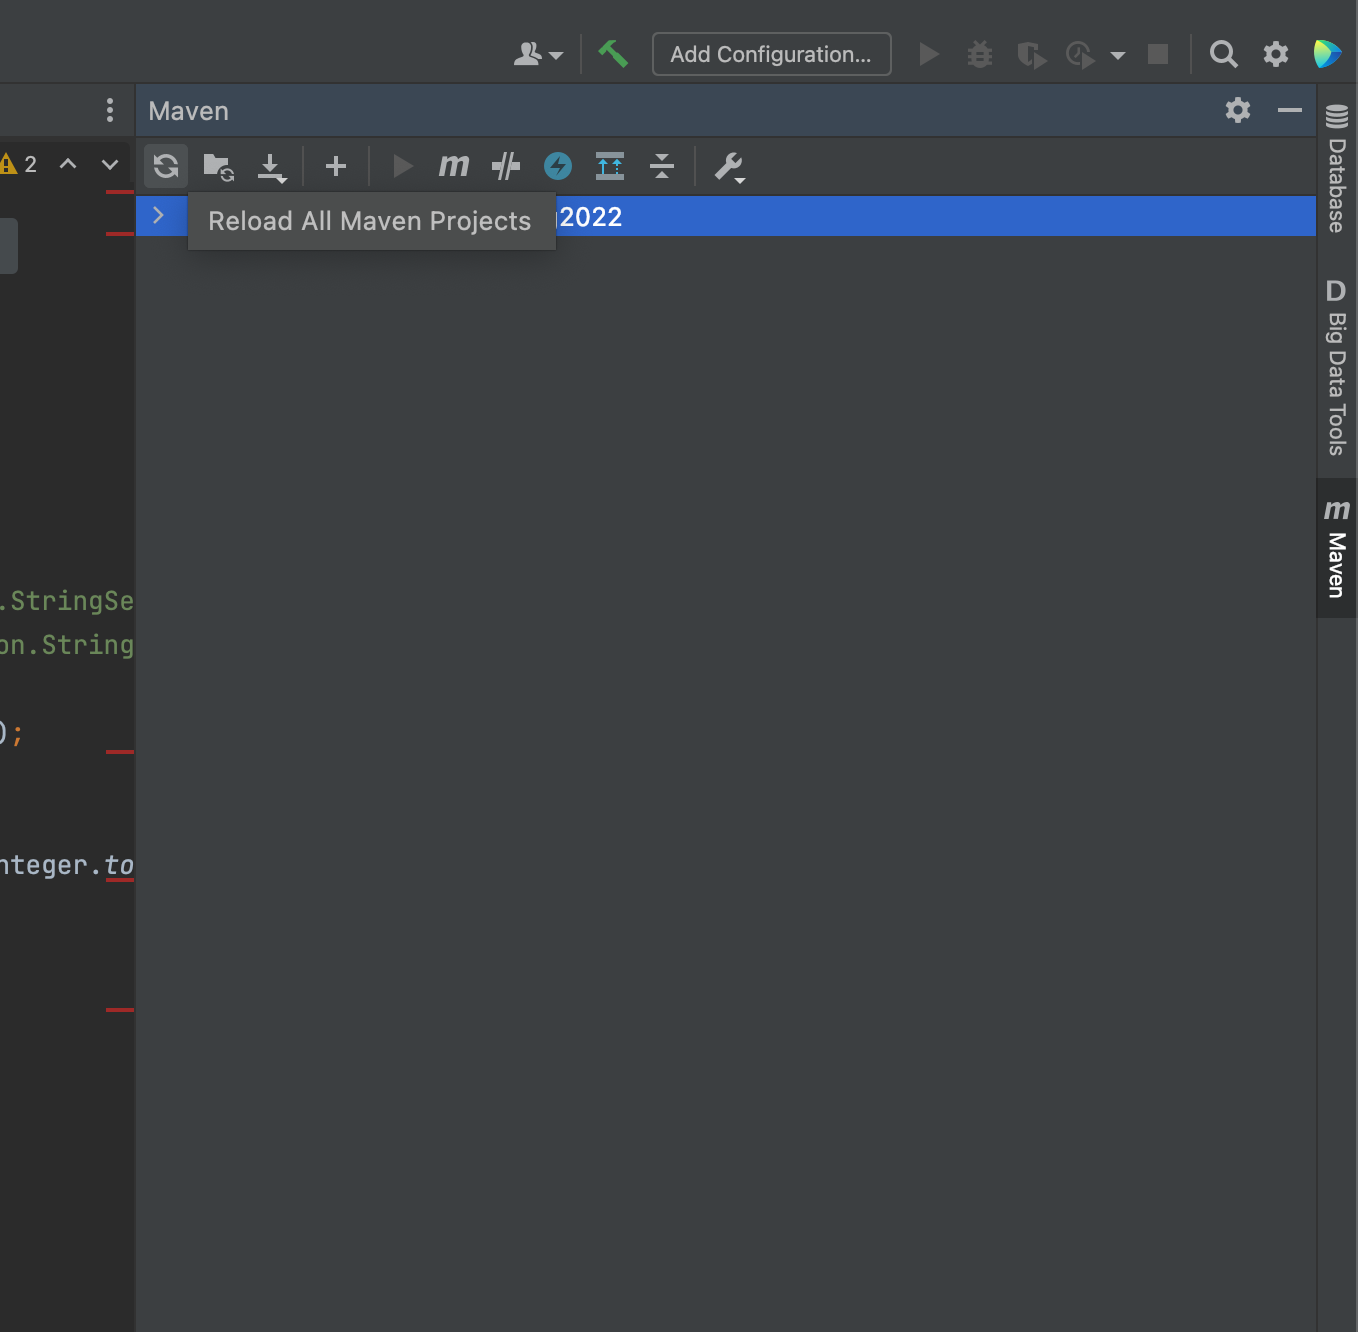 Add Configuration...
Maven
2
Reload All Maven Projects
2022
Database
D
Big Data Tools
m
Maven
.StringSe
on.String
);
nteger.to